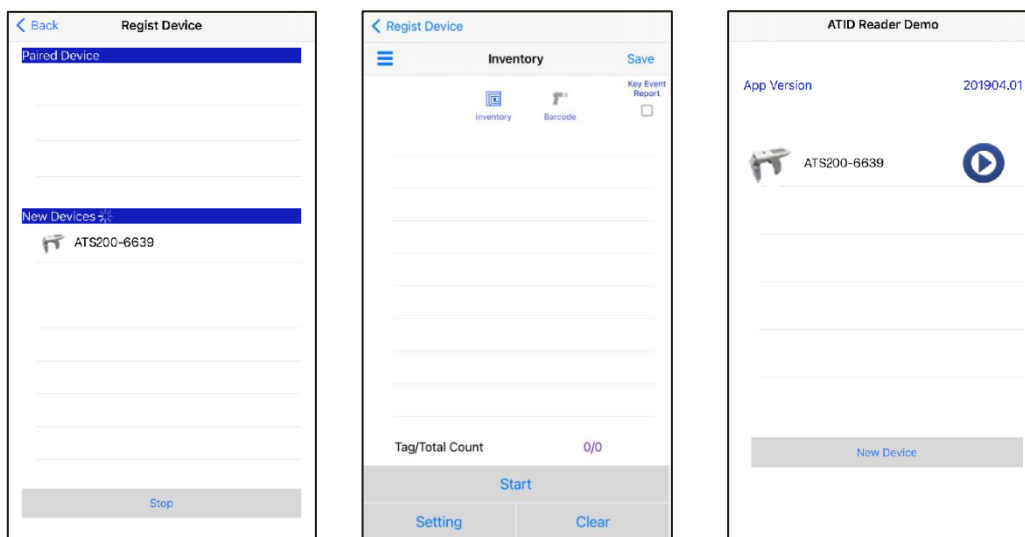 Back
Regist Device
Paired Device
New Devices
ATS200-6639
Stop
Regist Device
Inventory
Save
Inventory
Barcode
Key Event
Report
Tag/Total Count
0/0
Start
Setting
Clear
ATID Reader Demo
App Version
201904.01
ATS200-6639
New Device